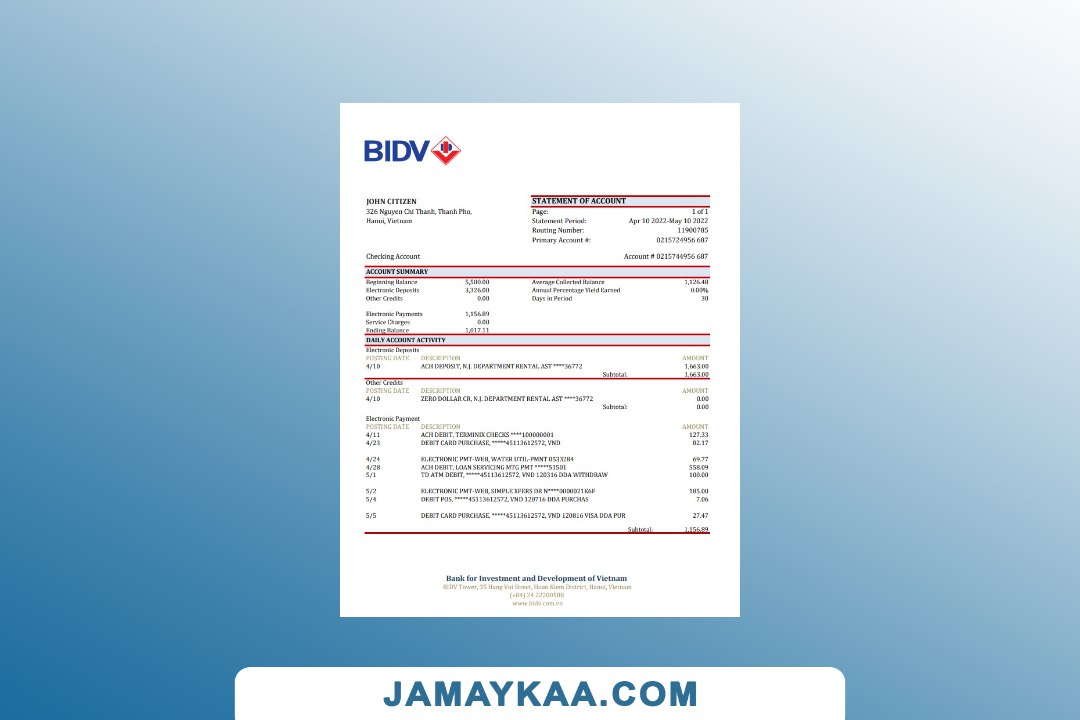 BIDV
JOHN CITIZEN
326 Nguyen Chi Thanh, Thanh Pho,
Hanoi, Vietnam
STATEMENT OF ACCOUNT
Page: 1 of 1
Statement Period: Apr 10 2022-May 10 2022
Routing Number: 11900785
Primary Account #: 0215724956 687
Checking Account Account # 0215744956 687
ACCOUNT SUMMARY
Beginning Balance 5,500.00 Average Collected Balance 1,126.48
Electronic Deposits 3,326.00 Annual Percentage Yield Earned 0.00%
Other Credits 0.00 Days in Period 30
Electronic Payments 1,156.89
Service Charges 0.00
Ending Balance 1,017.11
DAILY ACCOUNT ACTIVITY
Electronic Deposits
POSTING DATE DESCRIPTION AMOUNT
4/10 ACH DEPOSIT, N.J. DEPARTMENT RENTAL AST ****36772 1,663.00
Subtotal: 1,663.00
Other Credits
POSTING DATE DESCRIPTION AMOUNT
4/10 ZERO DOLLAR CR, N.J. DEPARTMENT RENTAL AST ****36772 0.00
Subtotal: 0.00
Electronic Payment
POSTING DATE DESCRIPTION AMOUNT
4/11 ACH DEBIT, TERMINIX CHECKS ****100000001 127.33
4/23 DEBIT CARD PURCHASE, *****45113612572, VND 82.17
4/24 ELECTRONIC PMT-WEB, WATER UTIL-PMNT 0533284 69.77
4/28 ACH DEBIT, LOAN SERVICING MTG PMT *****51501 558.09
5/1 TD ATM DEBIT, *****45113612572, VND 120316 DDA WITHDRAW 100.00
5/2 ELECTRONIC PMT-WEB, SIMPLE XFERS DR N****0000021K6F 185.00
5/4 DEBIT POS, *****45113612572, VND 120716 DDA PURCHAS 7.06
5/5 DEBIT CARD PURCHASE, *****45113612572, VND 120816 VISA DDA PUR 27.47
Subtotal: 1,156.89
Bank for Investment and Development of Vietnam
BIDV Tower, 35 Hang Voi Street, Hoan Kiem District, Hanoi, Vietnam
(+84) 24 22200588
www.bidv.com.vn
JAMAYKAA.COM